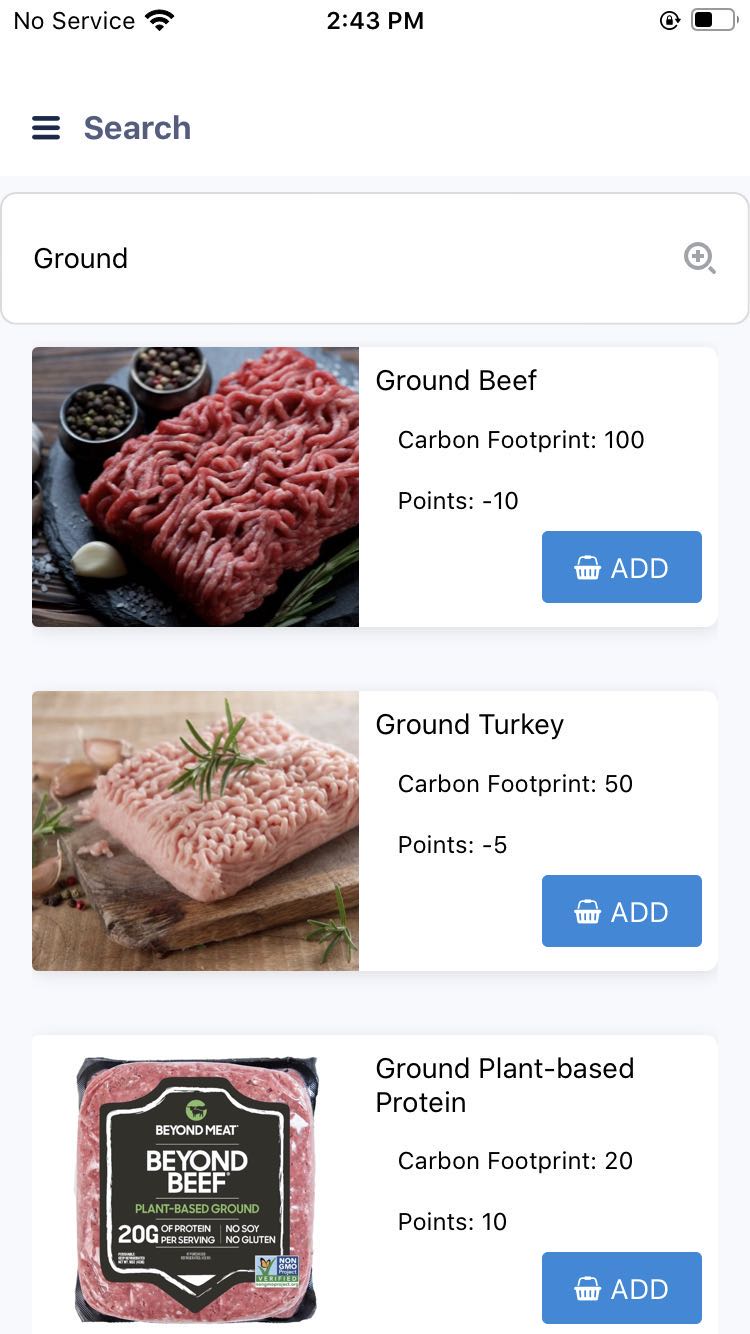 No Service
2:43 PM
Search
Ground
Ground Beef
Carbon Footprint: 100
Points: -10
ADD
Ground Turkey
Carbon Footprint: 50
Points: -5
ADD
Ground Plant-based
Protein
Carbon Footprint: 20
Points: 10
ADD
BEYOND MEAT
BEYOND
BEEF
PLANT-BASED GROUND
20G OF PROTEIN PER SERVING
NO SOY
NO GLUTEN
NON
GMO
Project
VERIFIED
nongmoproject.org